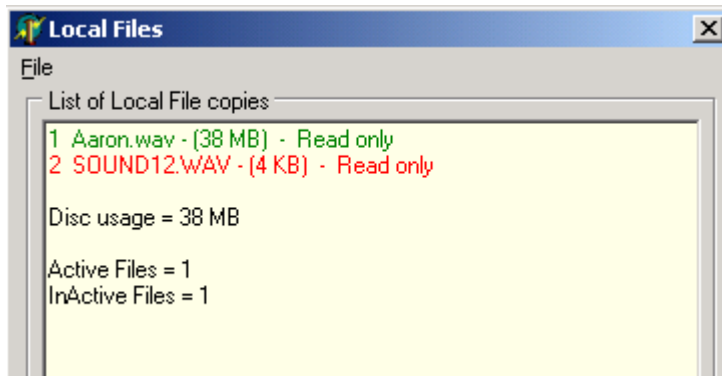 Local Files
File
List of Local File copies
1 Aaron.wav - (38 MB) - Read only
2 SOUND12.WAV - (4 KB) - Read only
Disc usage = 38 MB
Active Files = 1
InActive Files = 1